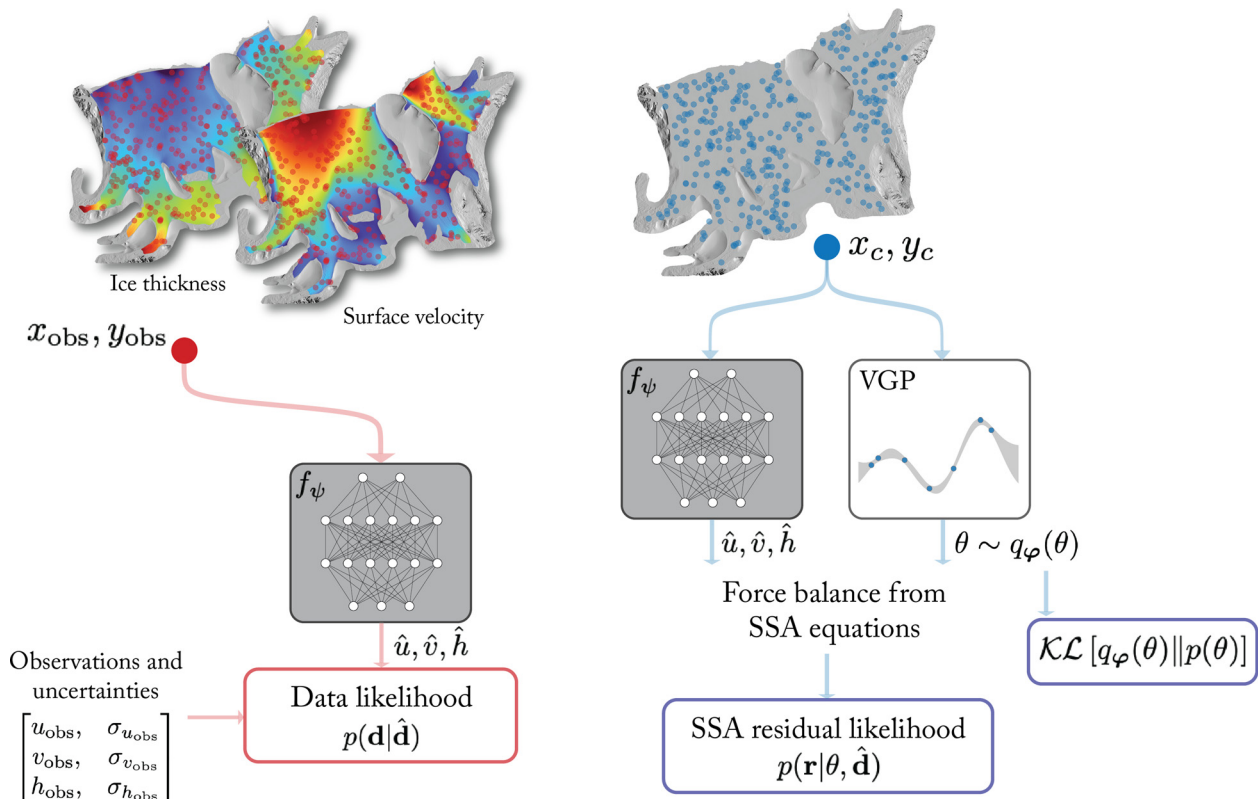 Ice thickness
Surface velocity
x_obs, y_obs
f_ψ
û, v̂, ĥ
Observations and
uncertainties
u_obs, σ_u_obs
v_obs, σ_v_obs
h_obs, σ_h_obs
Data likelihood
p(d|d̂)
x_c, y_c
f_ψ
VGP
û, v̂, ĥ
θ ∼ q_φ(θ)
Force balance from
SSA equations
𝒦ℒ [q_φ(θ)‖p(θ)]
SSA residual likelihood
p(r|θ, d̂)